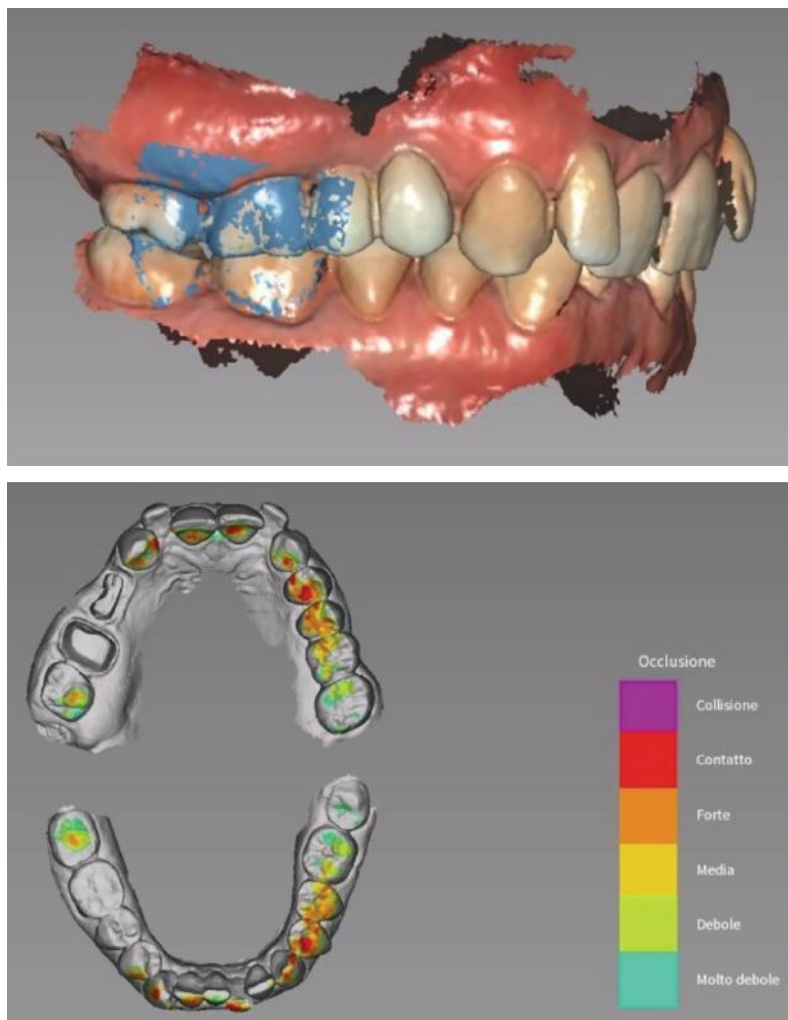 Occlusione
Collisione
Contatto
Forte
Media
Debole
Molto debole